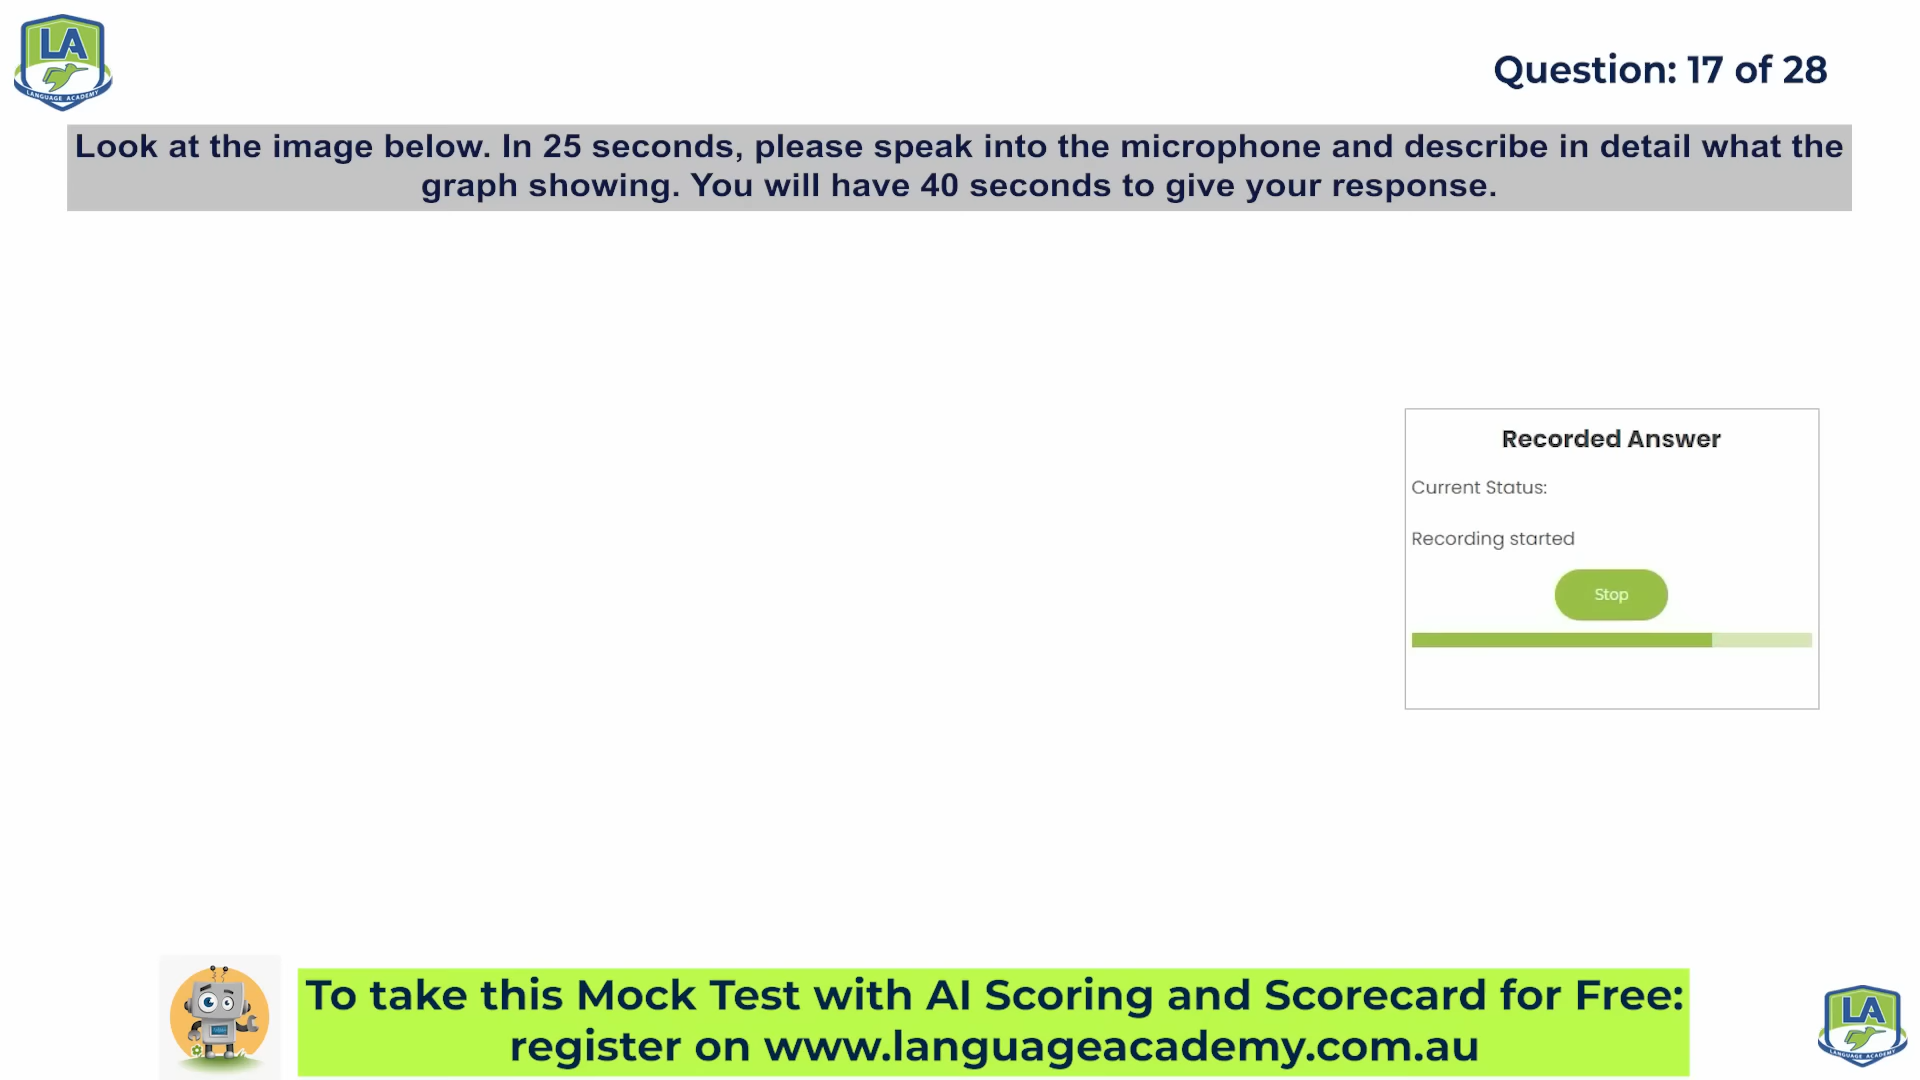 LA
LANGUAGE ACADEMY
Question: 17 of 28
Look at the image below. In 25 seconds, please speak into the microphone and describe in detail what the
graph showing. You will have 40 seconds to give your response.
Recorded Answer
Current Status:
Recording started
Stop
To take this Mock Test with AI Scoring and Scorecard for Free:
register on www.languageacademy.com.au
LA
LANGUAGE ACADEMY